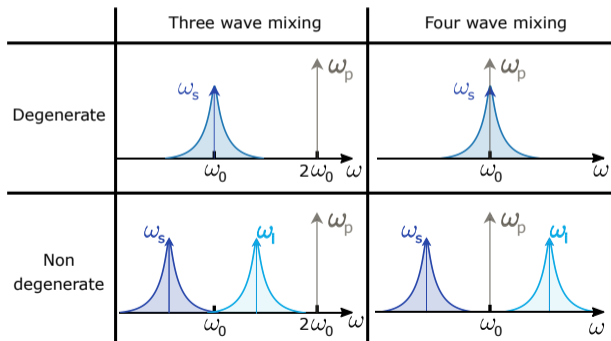 Three wave mixing
Four wave mixing
Degenerate
ωs
ωp
ω0
2ω0
ω
ωs
ωp
ω0
ω
Non
degenerate
ωs
ωI
ωp
ω0
2ω0
ω
ωs
ωp
ωI
ω0
ω